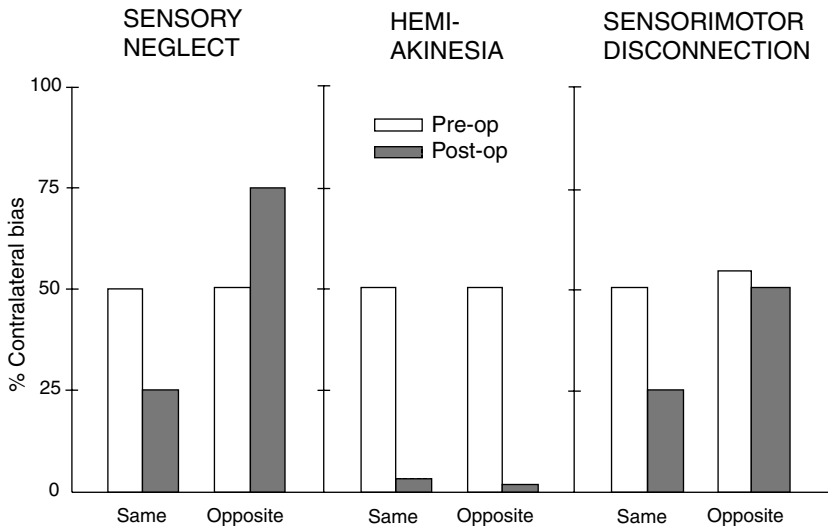 SENSORY
NEGLECT
HEMI-
AKINESIA
SENSORIMOTOR
DISCONNECTION
Pre-op
Post-op
% Contralateral bias
100
75
50
25
0
Same
Opposite
Same
Opposite
Same
Opposite